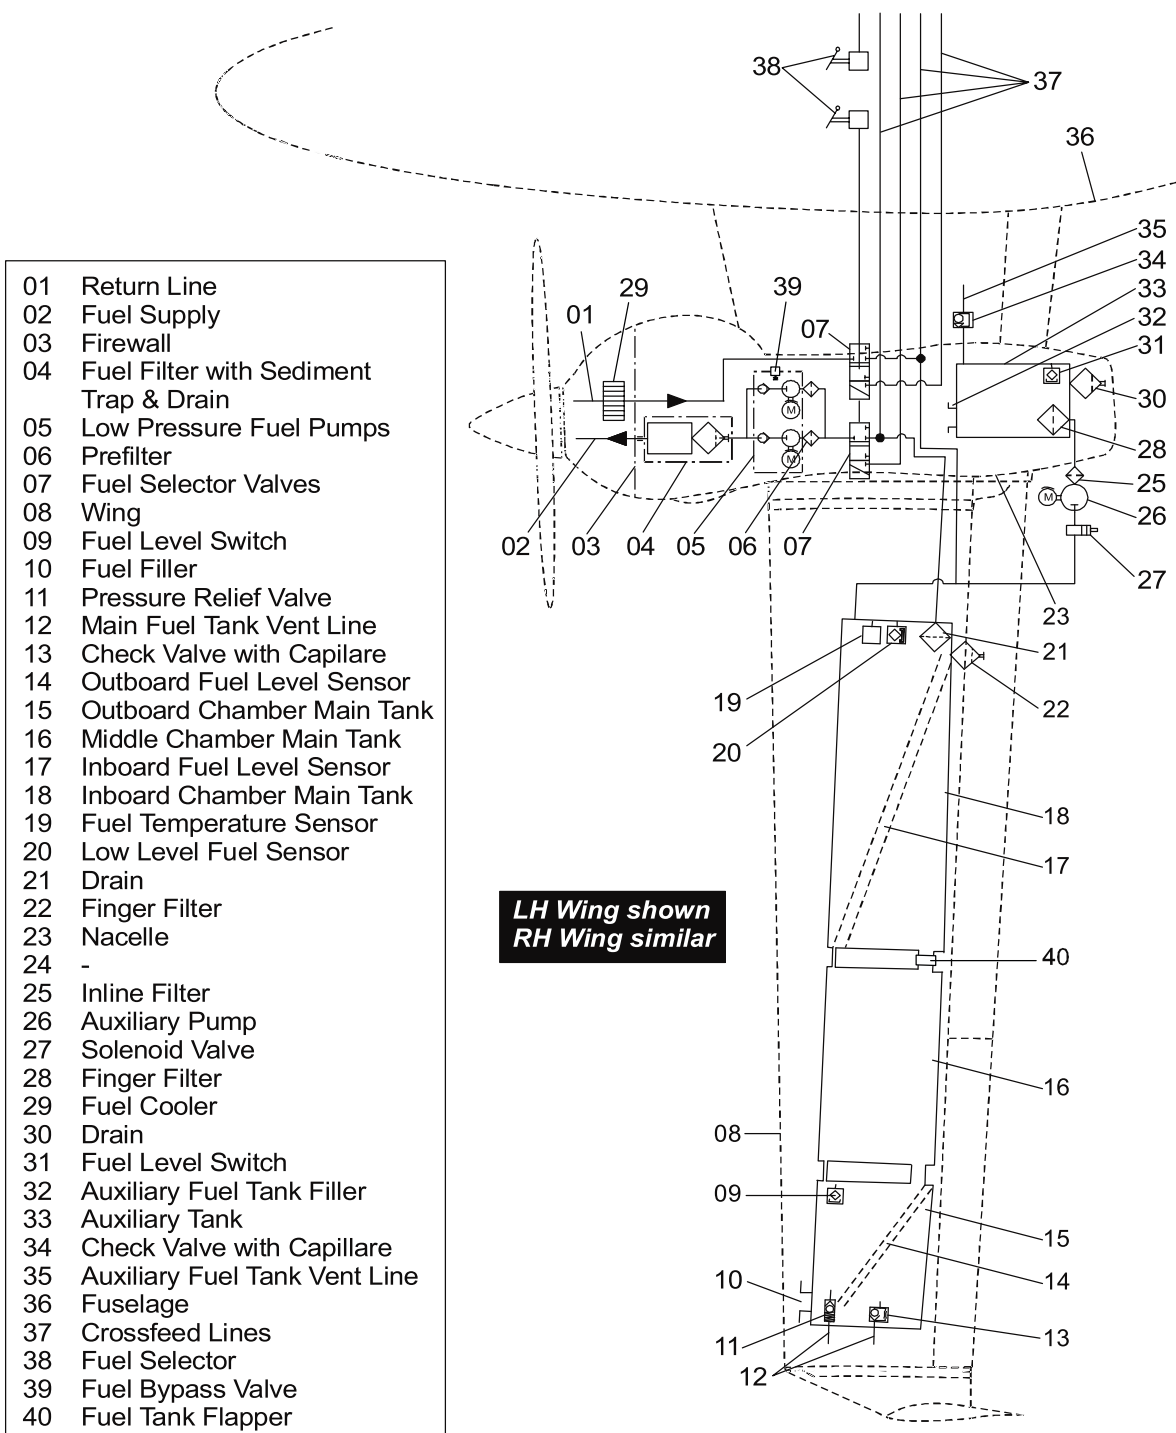 38
37
36
35
34
33
32
31
30
28
25
26
27
39
29
01
07
M
M
M
02
03
04
05
06
07
23
01 Return Line
02 Fuel Supply
03 Firewall
04 Fuel Filter with Sediment
Trap & Drain
05 Low Pressure Fuel Pumps
06 Prefilter
07 Fuel Selector Valves
08 Wing
09 Fuel Level Switch
10 Fuel Filler
11 Pressure Relief Valve
12 Main Fuel Tank Vent Line
13 Check Valve with Capilare
14 Outboard Fuel Level Sensor
15 Outboard Chamber Main Tank
16 Middle Chamber Main Tank
17 Inboard Fuel Level Sensor
18 Inboard Chamber Main Tank
19 Fuel Temperature Sensor
20 Low Level Fuel Sensor
21 Drain
22 Finger Filter
23 Nacelle
24 -
25 Inline Filter
26 Auxiliary Pump
27 Solenoid Valve
28 Finger Filter
29 Fuel Cooler
30 Drain
31 Fuel Level Switch
32 Auxiliary Fuel Tank Filler
33 Auxiliary Tank
34 Check Valve with Capillare
35 Auxiliary Fuel Tank Vent Line
36 Fuselage
37 Crossfeed Lines
38 Fuel Selector
39 Fuel Bypass Valve
40 Fuel Tank Flapper
LH Wing shown
RH Wing similar
19
20
21
22
18
17
40
16
08
09
15
14
10
11
13
12